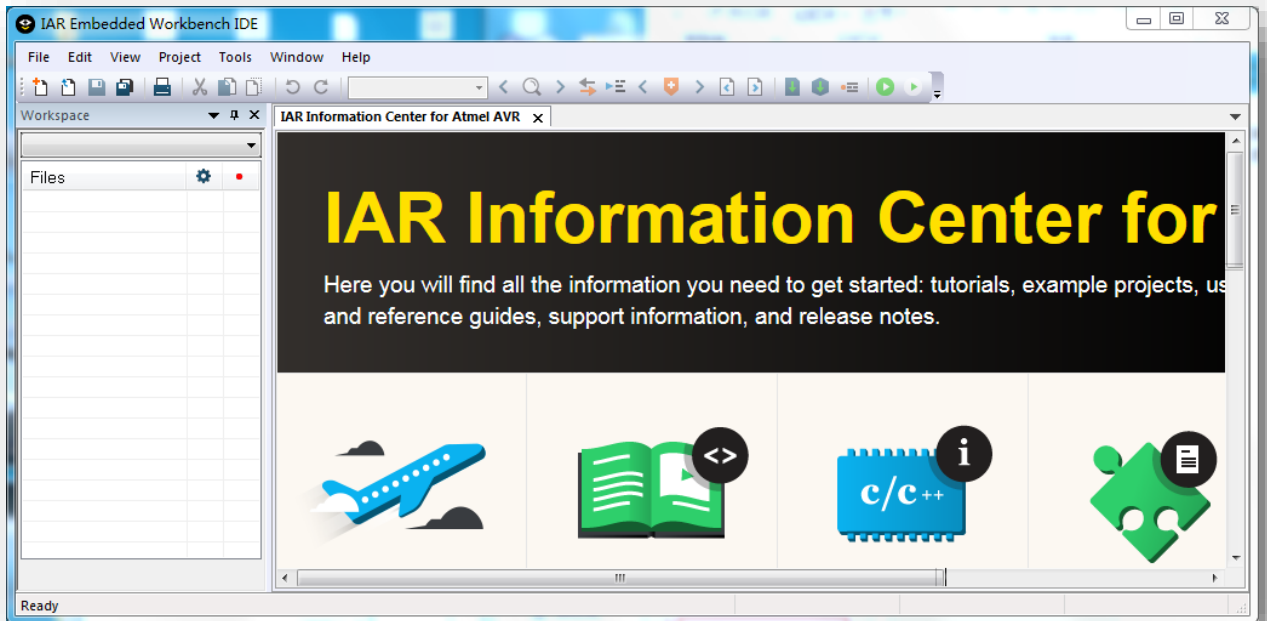 IAR Embedded Workbench IDE
File Edit View Project Tools Window Help
Workspace
IAR Information Center for Atmel AVR
Files
IAR Information Center for
Here you will find all the information you need to get started: tutorials, example projects, us
and reference guides, support information, and release notes.
<>
i
c/c++
Ready